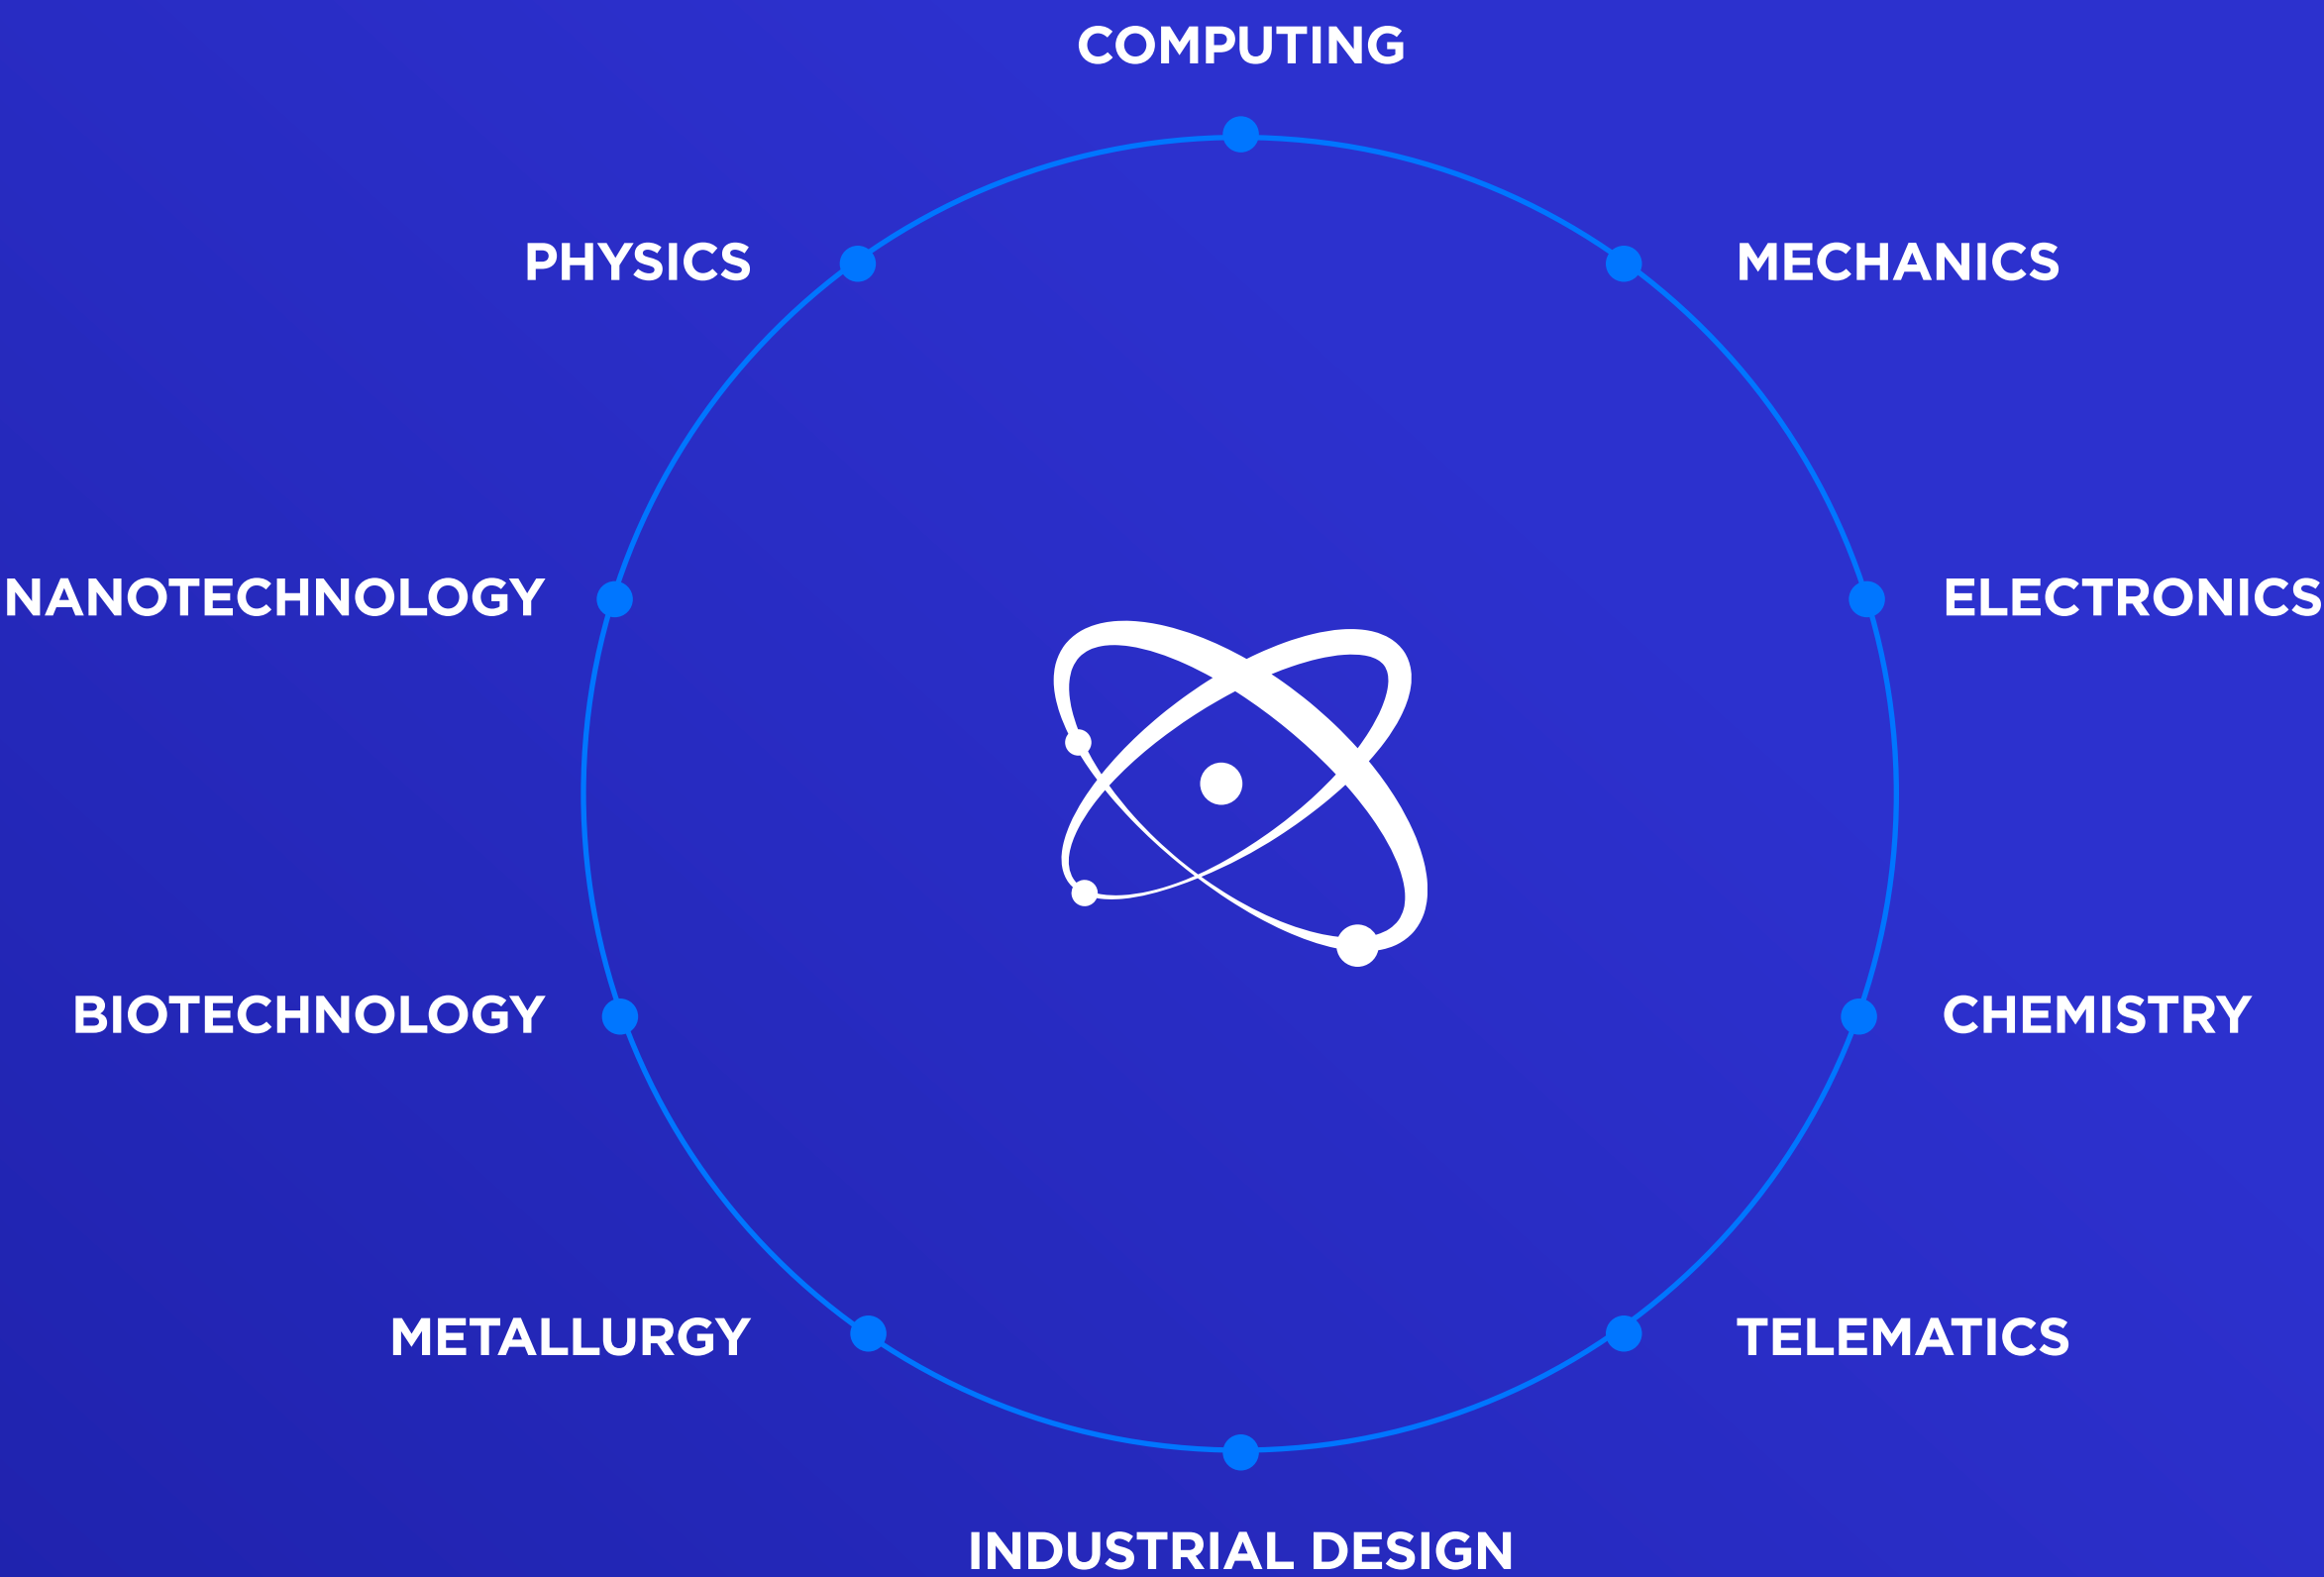 COMPUTING
PHYSICS
MECHANICS
NANOTECHNOLOGY
ELECTRONICS
BIOTECHNOLOGY
CHEMISTRY
METALLURGY
TELEMATICS
INDUSTRIAL DESIGN